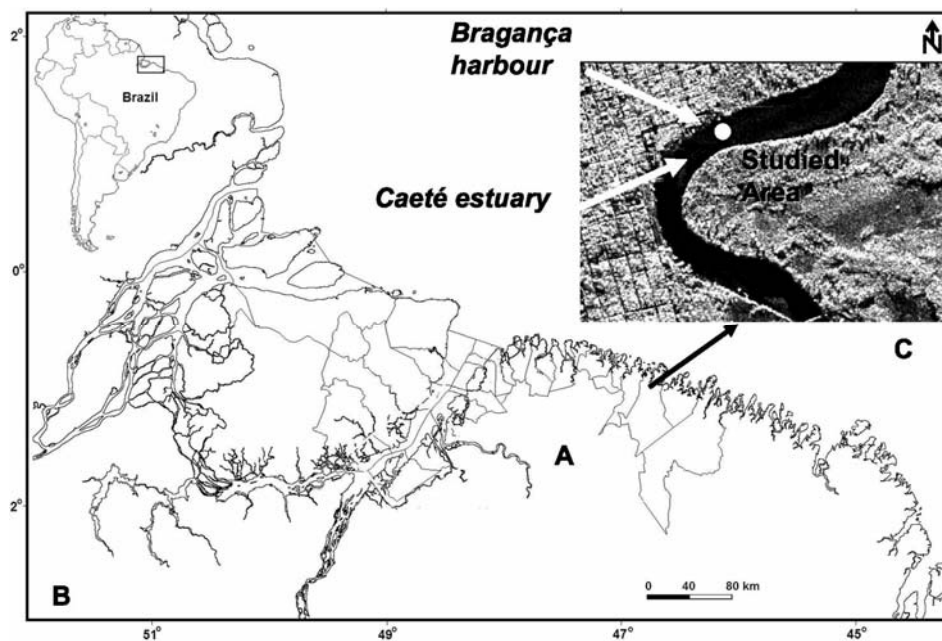 2°
Bragança
harbour
N
Brazil
Studied
Area
Caeté estuary
0°
C
A
2°
0 40 80 km
B
51° 49° 47° 45°